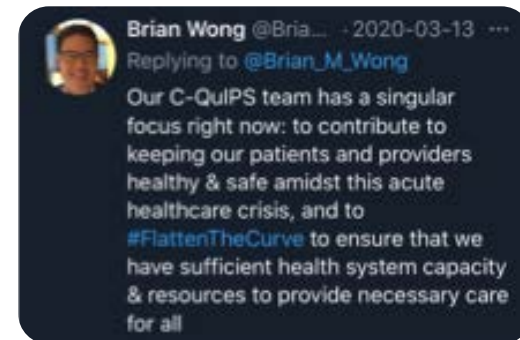 Brian Wong @Bria... · 2020-03-13 ···
Replying to @Brian_M_Wong
Our C-QuIPS team has a singular
focus right now: to contribute to
keeping our patients and providers
healthy & safe amidst this acute
healthcare crisis, and to
#FlattenTheCurve to ensure that we
have sufficient health system capacity
& resources to provide necessary care
for all